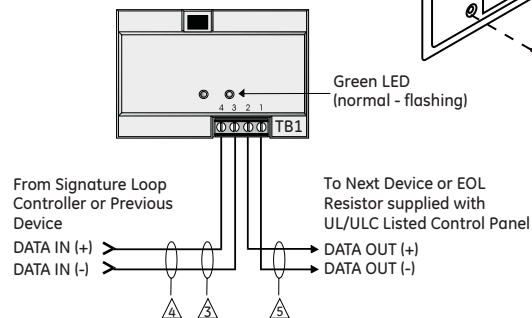 Green LED
(normal - flashing)
4 3 2 1
TB1
From Signature Loop
Controller or Previous
Device
DATA IN (+)
DATA IN (-)
To Next Device or EOL
Resistor supplied with
UL/ULC Listed Control Panel
DATA OUT (+)
DATA OUT (-)
4 3 5